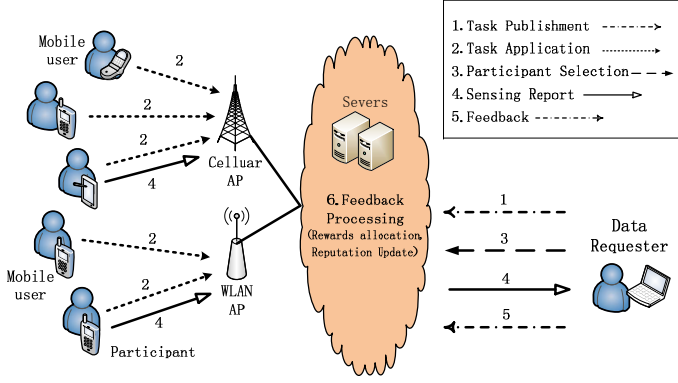 1. Task Publishment
2. Task Application
3. Participant Selection
4. Sensing Report
5. Feedback
Mobile
user
2
2
2
4
Celluar
AP
Severs
6. Feedback
Processing
(Rewards allocation,
Reputation Update)
1
3
4
5
Data
Requester
2
Mobile
user
2
4
WLAN
AP
Participant